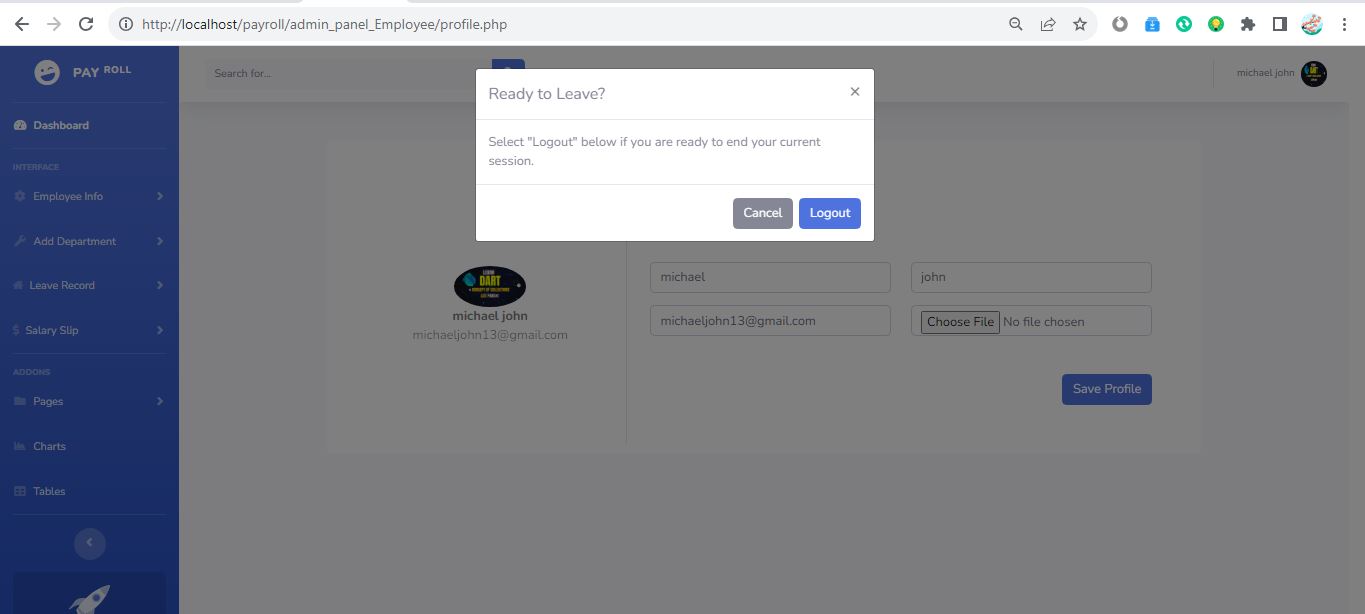 http://localhost/payroll/admin_panel_Employee/profile.php
PAY ROLL
Search for...
michael john
Ready to Leave?
×
Select "Logout" below if you are ready to end your current
session.
Cancel
Logout
Dashboard
INTERFACE
Employee Info
Add Department
Leave Record
$ Salary Slip
ADDONS
Pages
Charts
Tables
DART
michael john
michaeljohn13@gmail.com
michael
john
michaeljohn13@gmail.com
Choose File No file chosen
Save Profile